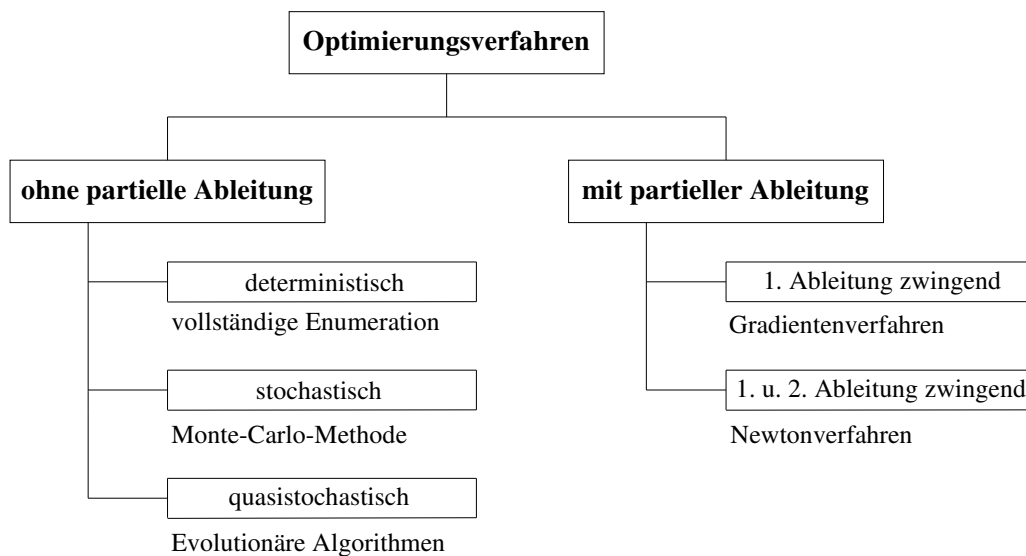 Optimierungsverfahren
ohne partielle Ableitung
deterministisch
vollständige Enumeration
stochastisch
Monte-Carlo-Methode
quasistochastisch
Evolutionäre Algorithmen
mit partieller Ableitung
1. Ableitung zwingend
Gradientenverfahren
1. u. 2. Ableitung zwingend
Newtonverfahren